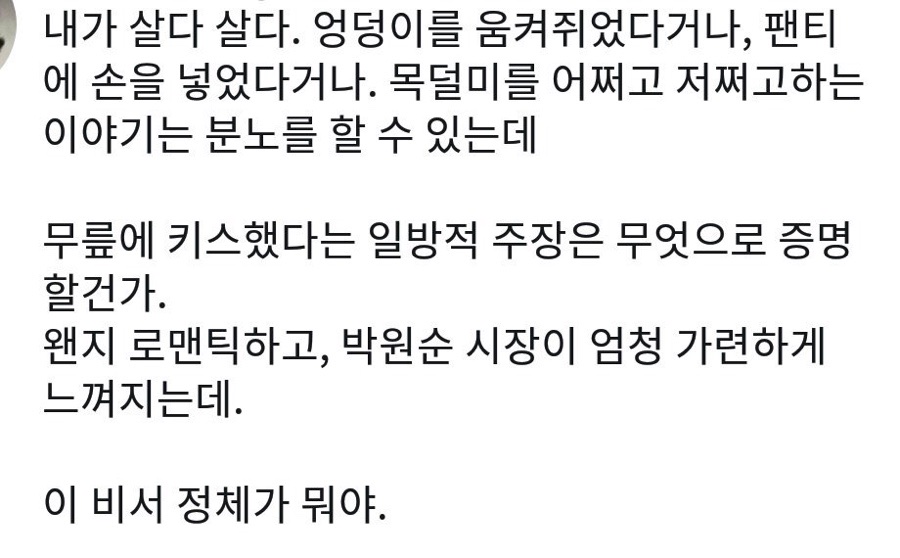 내가 살다 살다. 엉덩이를 움켜쥐었다거나, 팬티
에 손을 넣었다거나. 목덜미를 어쩌고 저쩌고하는
이야기는 분노를 할 수 있는데
무릎에 키스했다는 일방적 주장은 무엇으로 증명
할건가.
왠지 로맨틱하고, 박원순 시장이 엄청 가련하게
느껴지는데.
이 비서 정체가 뭐야.